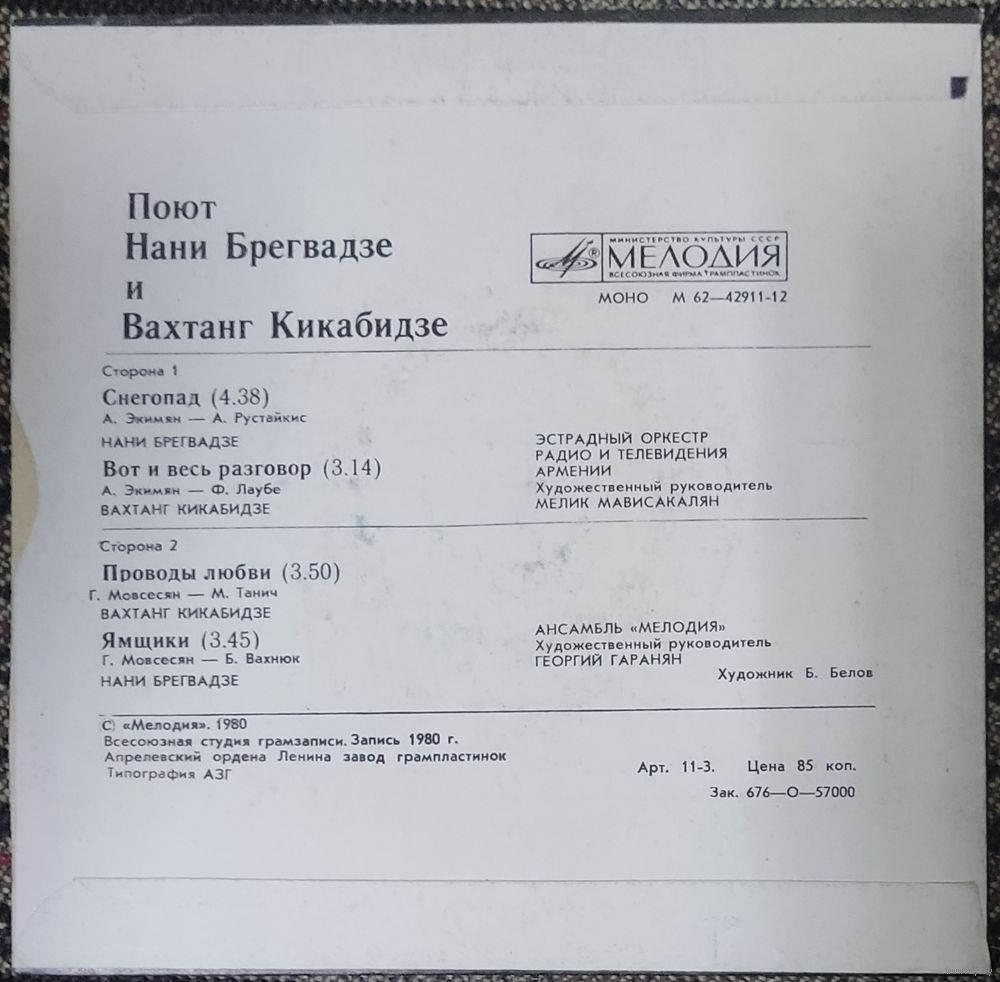 Поют
Нани Брегвадзе
и
Вахтанг Кикабидзе
МИНИСТЕРСТВО КУЛЬТУРЫ СССР
МЕЛОДИЯ
ВСЕСОЮЗНАЯ ФИРМА ГРАМПЛАСТИНОК
®
МОНО М 62—42911-12
Сторона 1
Снегопад (4.38)
А. Экимян — А. Рустайкис
НАНИ БРЕГВАДЗЕ
Вот и весь разговор (3.14)
А. Экимян — Ф. Лаубе
ВАХТАНГ КИКАБИДЗЕ
ЭСТРАДНЫЙ ОРКЕСТР
РАДИО И ТЕЛЕВИДЕНИЯ
АРМЕНИИ
Художественный руководитель
МЕЛИК МАВИСАКАЛЯН
Сторона 2
Проводы любви (3.50)
Г. Мовсесян — М. Танич
ВАХТАНГ КИКАБИДЗЕ
Ямщики (3.45)
Г. Мовсесян — Б. Вахнюк
НАНИ БРЕГВАДЗЕ
АНСАМБЛЬ «МЕЛОДИЯ»
Художественный руководитель
ГЕОРГИЙ ГАРАНЯН
Художник Б. Белов
© «Мелодия». 1980
Всесоюзная студия грамзаписи. Запись 1980 г.
Апрелевский ордена Ленина завод грампластинок
Типография АЗГ
Арт. 11-3. Цена 85 коп.
Зак. 676—О—57000